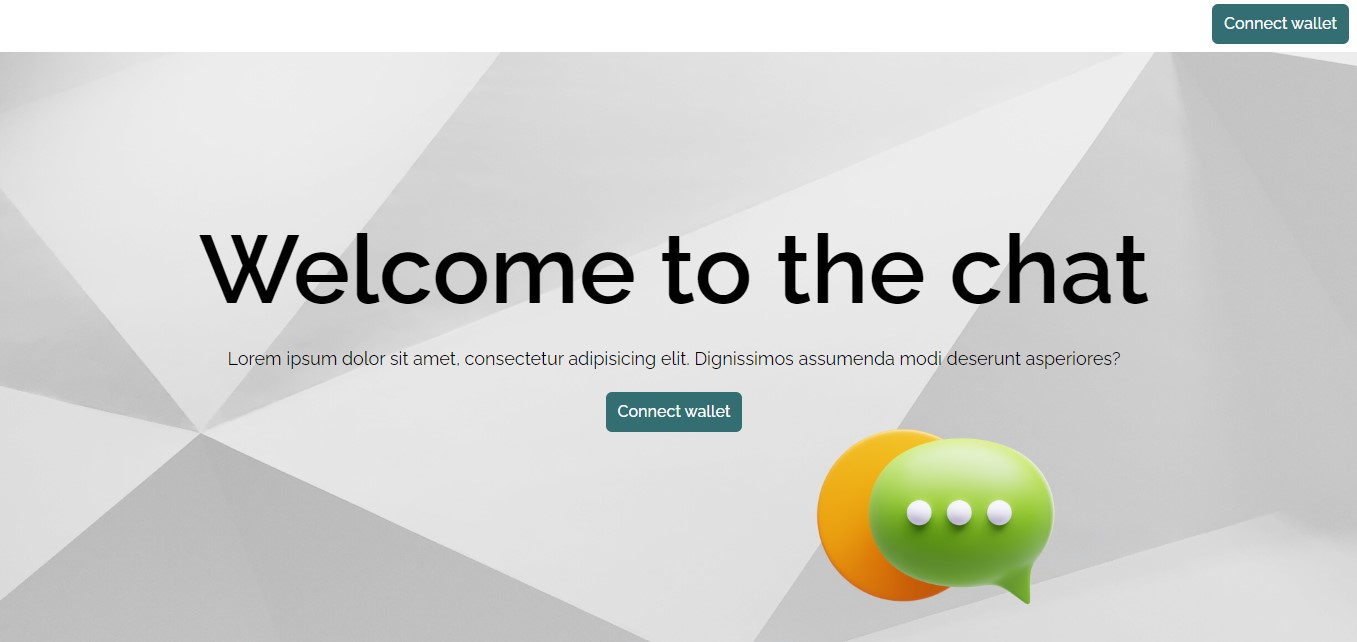 Connect wallet
Welcome to the chat
Lorem ipsum dolor sit amet, consectetur adipisicing elit. Dignissimos assumenda modi deserunt asperiores?
Connect wallet